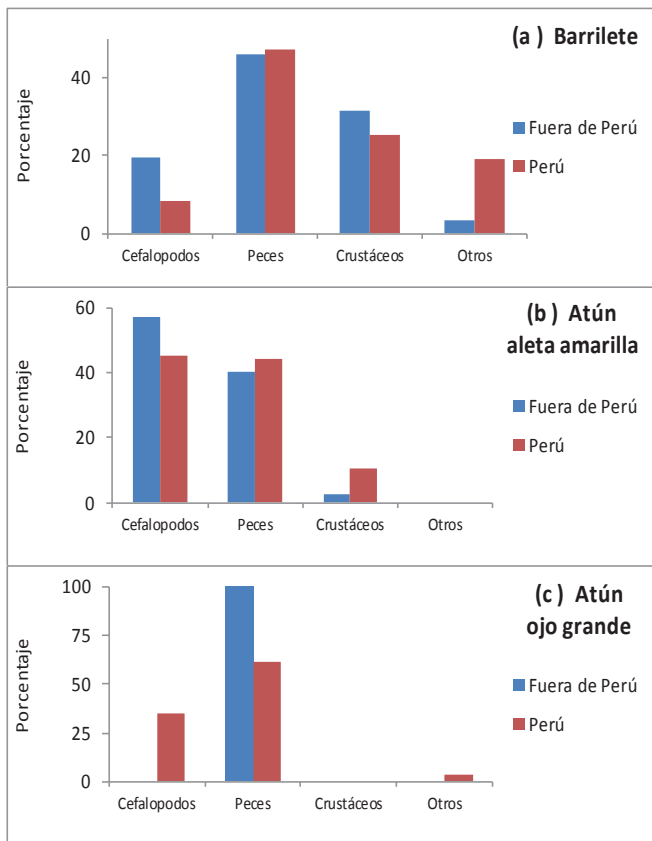 (a ) Barrilete
Porcentaje
40
20
0
Fuera de Perú
Perú
Cefalopodos Peces Crustáceos Otros
(b ) Atún
aleta amarilla
Porcentaje
60
40
20
0
Fuera de Perú
Perú
Cefalopodos Peces Crustáceos Otros
(c ) Atún
ojo grande
Porcentaje
100
75
50
25
0
Fuera de Perú
Perú
Cefalopodos Peces Crustáceos Otros